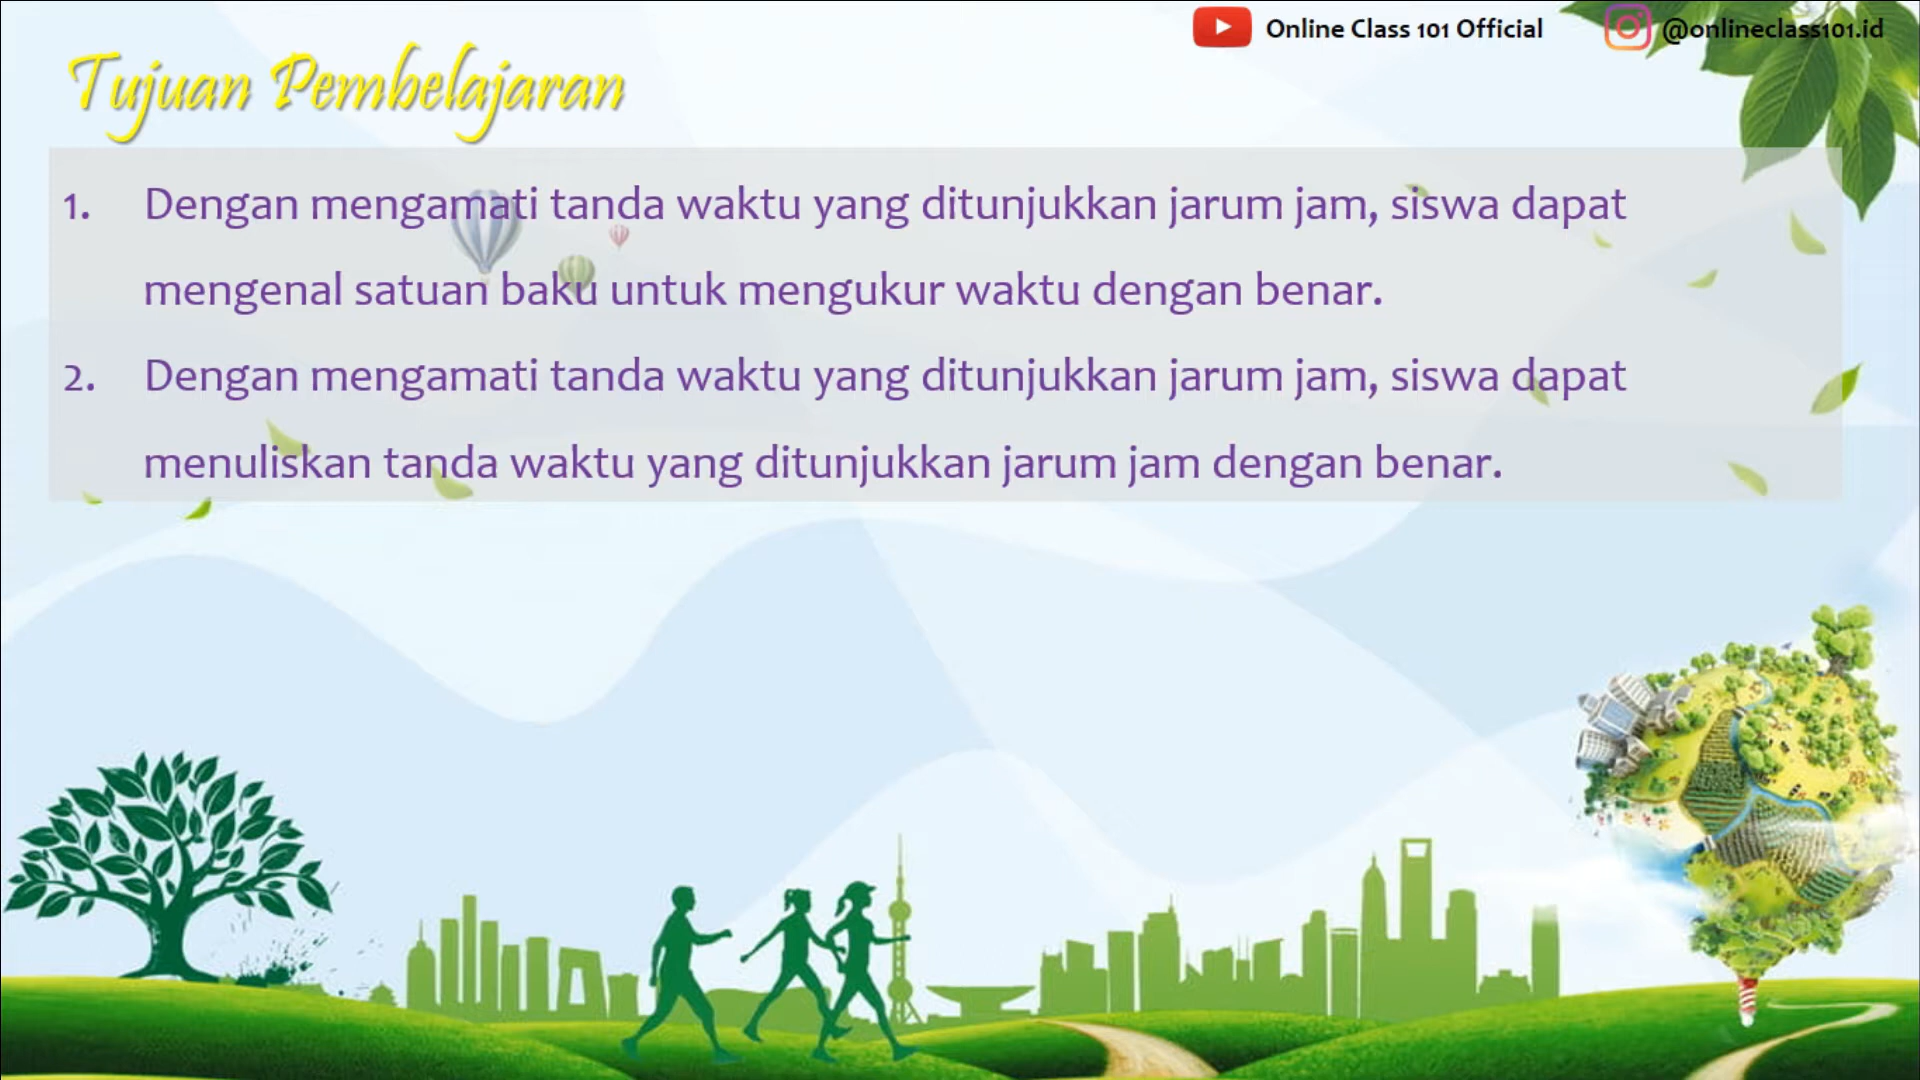 Online Class 101 Official
@onlineclass101.id
Tujuan Pembelajaran
1. Dengan mengamati tanda waktu yang ditunjukkan jarum jam, siswa dapat
mengenal satuan baku untuk mengukur waktu dengan benar.
2. Dengan mengamati tanda waktu yang ditunjukkan jarum jam, siswa dapat
menuliskan tanda waktu yang ditunjukkan jarum jam dengan benar.